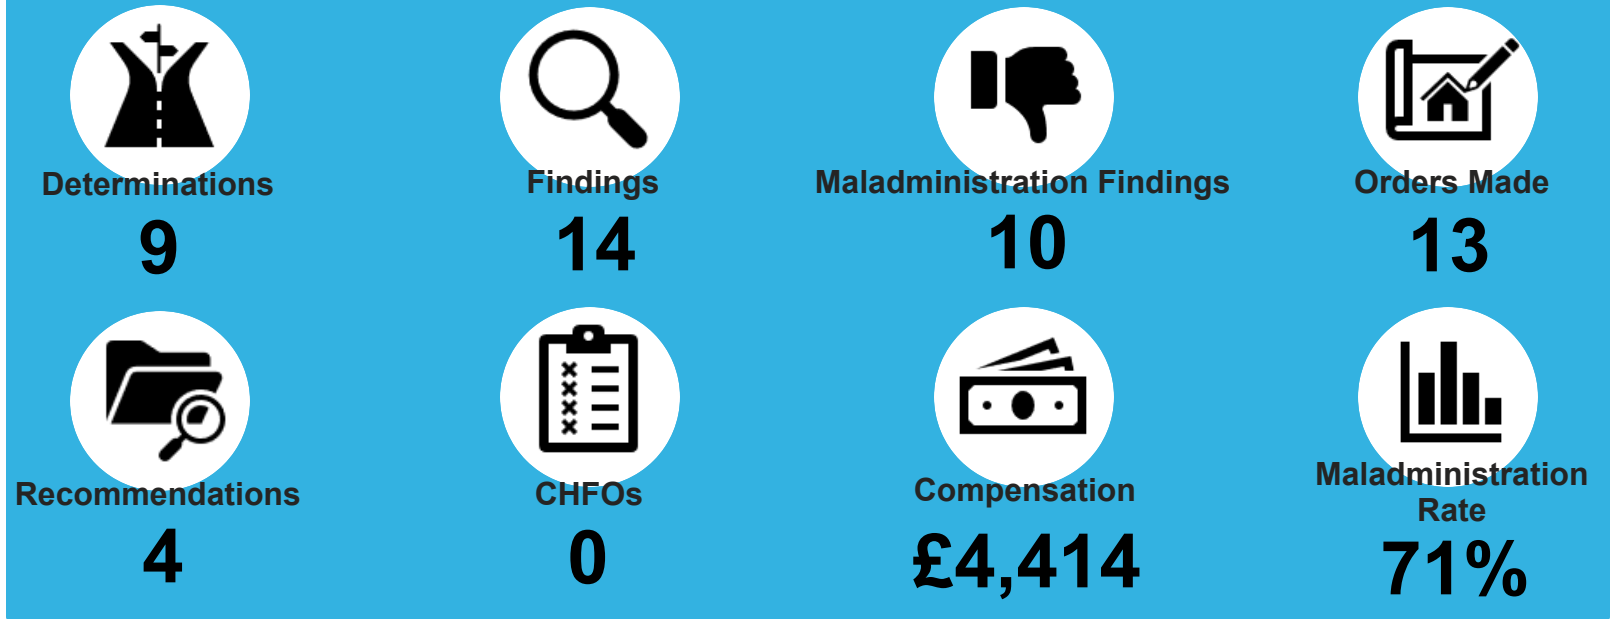 Determinations
9
Findings
14
Maladministration Findings
10
Orders Made
13
Recommendations
4
CHFOs
0
Compensation
£4,414
Maladministration
Rate
71%